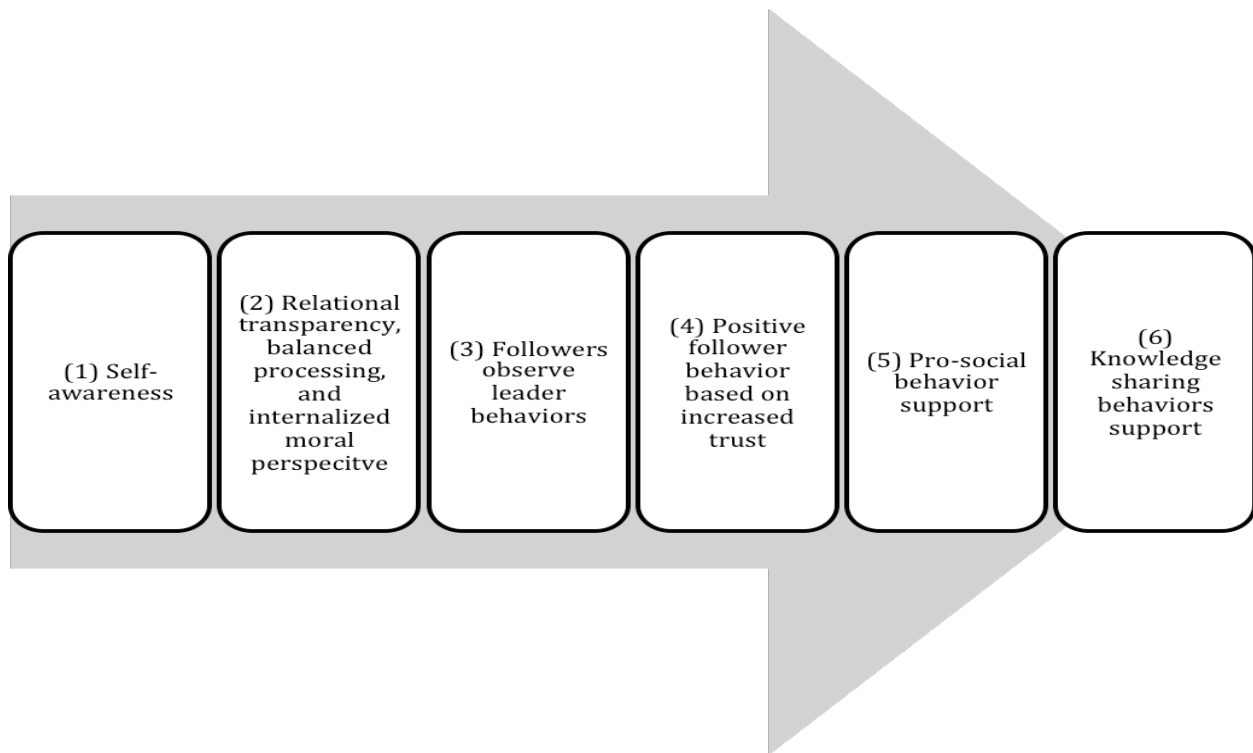 (1) Self-
awareness
(2) Relational
transparency,
balanced
processing,
and
internalized
moral
perspecitve
(3) Followers
observe
leader
behaviors
(4) Positive
follower
behavior
based on
increased
trust
(5) Pro-social
behavior
support
(6)
Knowledge
sharing
behaviors
support